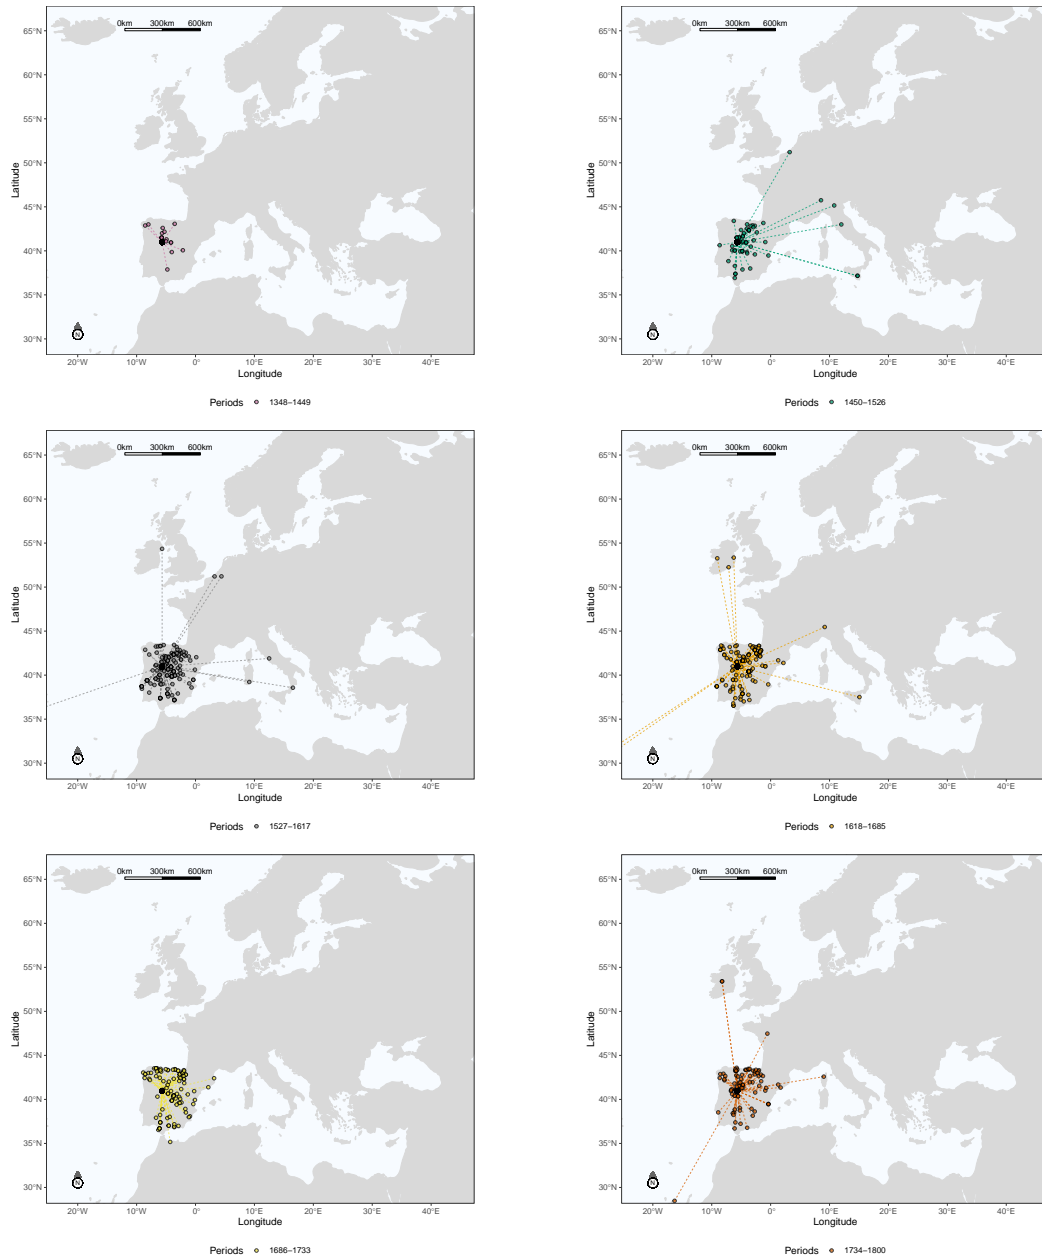 0km 300km 600km
65°N
60°N
55°N
50°N
45°N
40°N
35°N
30°N
Latitude
N
20°W 10°W 0° 10°E 20°E 30°E 40°E
Longitude
Periods 1348–1449
0km 300km 600km
65°N
60°N
55°N
50°N
45°N
40°N
35°N
30°N
Latitude
N
20°W 10°W 0° 10°E 20°E 30°E 40°E
Longitude
Periods 1450–1526
0km 300km 600km
65°N
60°N
55°N
50°N
45°N
40°N
35°N
30°N
Latitude
N
20°W 10°W 0° 10°E 20°E 30°E 40°E
Longitude
Periods 1527–1617
0km 300km 600km
65°N
60°N
55°N
50°N
45°N
40°N
35°N
30°N
Latitude
N
20°W 10°W 0° 10°E 20°E 30°E 40°E
Longitude
Periods 1618–1685
0km 300km 600km
65°N
60°N
55°N
50°N
45°N
40°N
35°N
30°N
Latitude
N
20°W 10°W 0° 10°E 20°E 30°E 40°E
Longitude
Periods 1686–1733
0km 300km 600km
65°N
60°N
55°N
50°N
45°N
40°N
35°N
30°N
Latitude
N
20°W 10°W 0° 10°E 20°E 30°E 40°E
Longitude
Periods 1734–1800